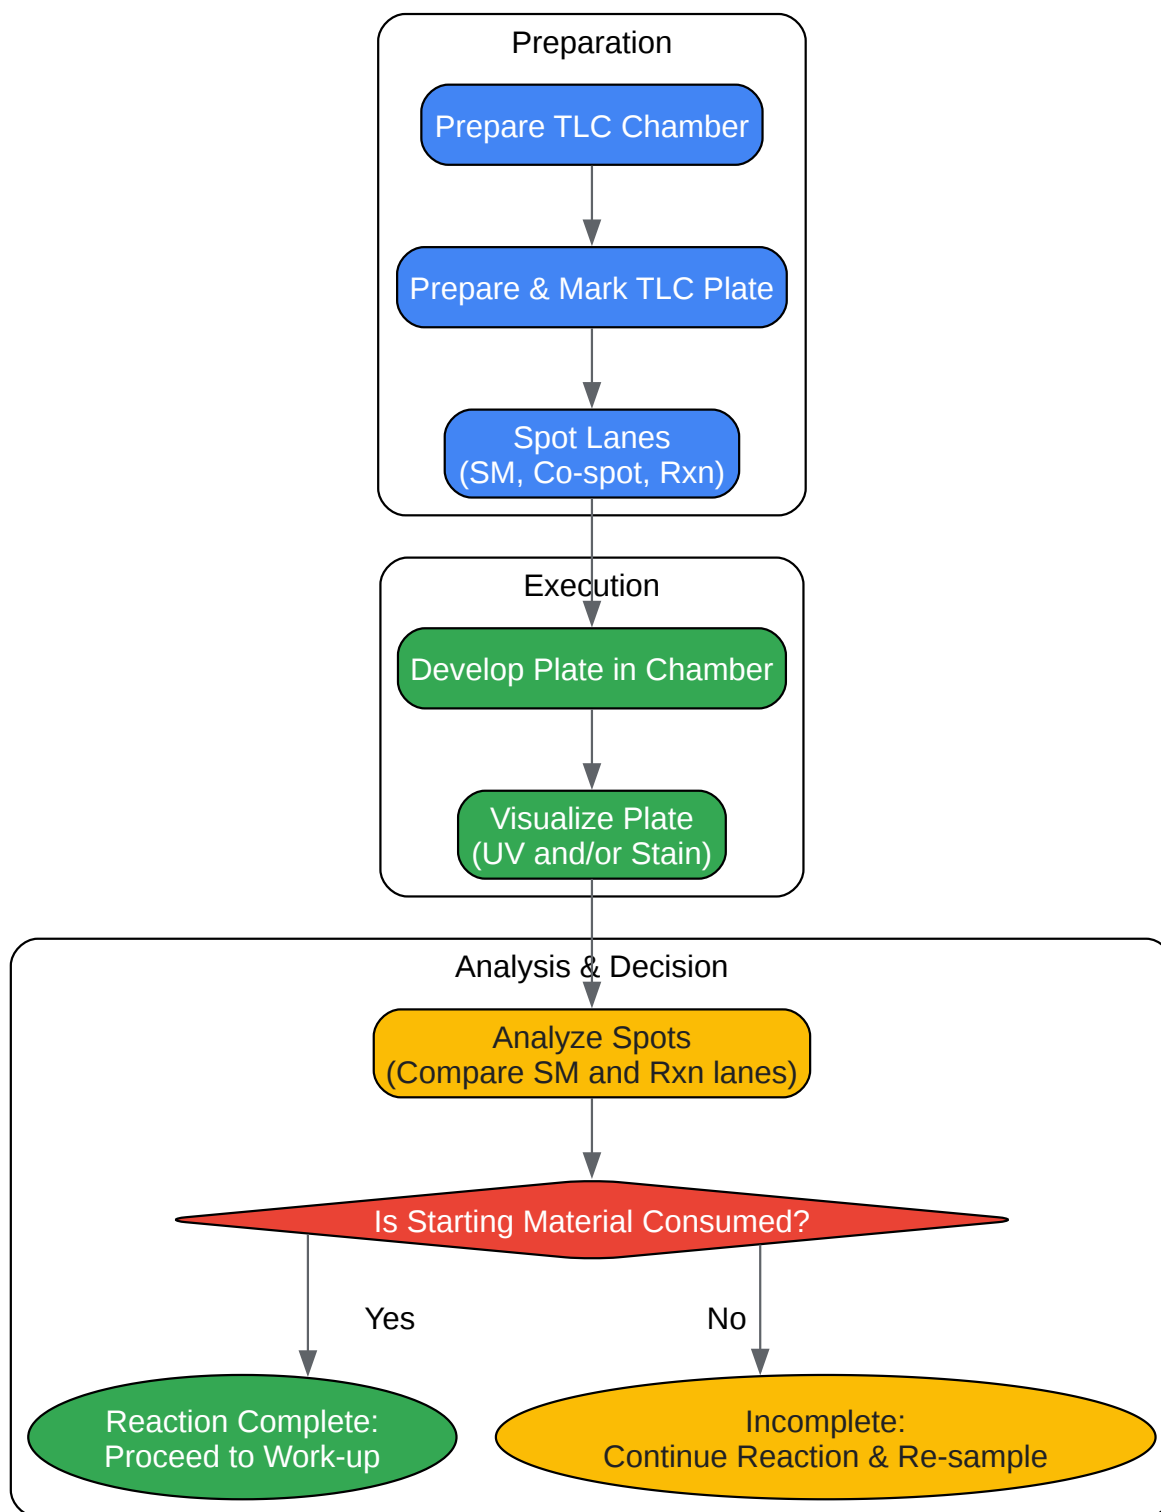 Preparation
Prepare TLC Chamber
Prepare & Mark TLC Plate
Spot Lanes
(SM, Co-spot, Rxn)
Execution
Develop Plate in Chamber
Visualize Plate
(UV and/or Stain)
Analysis & Decision
Analyze Spots
(Compare SM and Rxn lanes)
Is Starting Material Consumed?
Yes
No
Reaction Complete:
Proceed to Work-up
Incomplete:
Continue Reaction & Re-sample